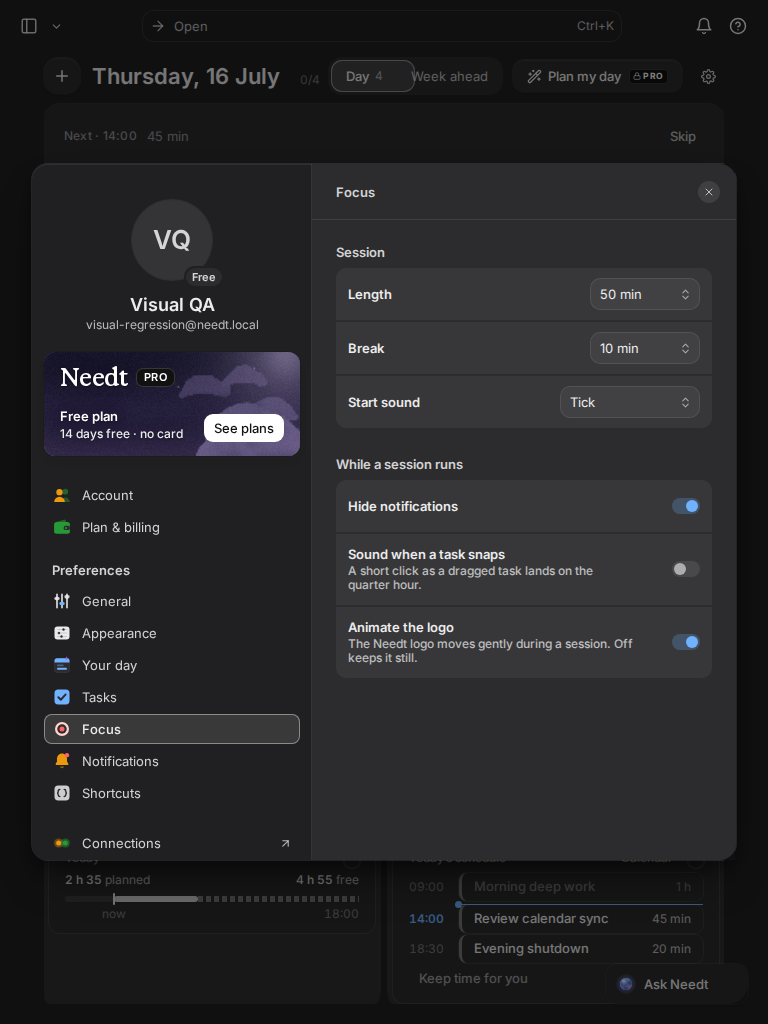 Open
Ctrl+K
Thursday, 16 July
0/4
Day 4
Week ahead
Plan my day
PRO
Next · 14:00 45 min
Skip
VQ
Free
Visual QA
visual-regression@needt.local
Needt PRO
Free plan
14 days free · no card
See plans
Account
Plan & billing
Preferences
General
Appearance
Your day
Tasks
Focus
Notifications
Shortcuts
Connections
Focus
Session
Length
50 min
Break
10 min
Start sound
Tick
While a session runs
Hide notifications
Sound when a task snaps
A short click as a dragged task lands on the
quarter hour.
Animate the logo
The Needt logo moves gently during a session. Off
keeps it still.
2 h 35 planned
4 h 55 free
now
18:00
09:00
Morning deep work
1 h
14:00
Review calendar sync
45 min
18:30
Evening shutdown
20 min
Keep time for you
Ask Needt